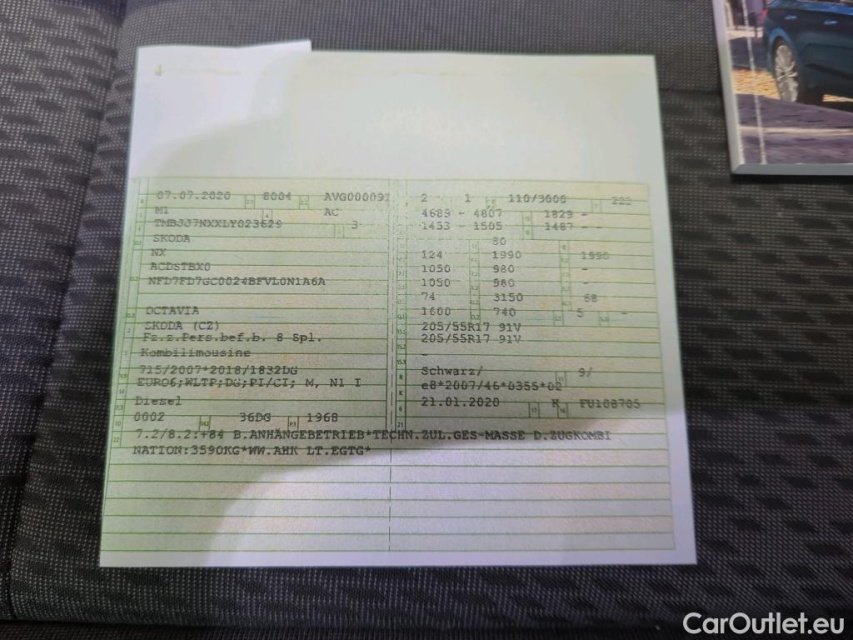 07.07.2020 8004 AVG000091 2 1 110/3000 222
M1 AC 4689 - 4807 1829 -
TMBJJ7NXXLY023629 3 1453 - 1505 1487 -
SKODA 80
NX 124 1990 1990
ACDSTBX0 1050 980 -
NFD7FD7GC0024BFVL0N1A6A 1050 980 -
74 3150 68
OCTAVIA 1600 740 5 -
SKODA (CZ) 205/55R17 91V
Fz.z.Pers.bef.b. 8 Spl. 205/55R17 91V
Kombilimousine -
715/2007*2018/1832DG Schwarz/ 9/
EURO6;WLTP;DG;PI/CI; M, N1 I e8*2007/46*0355*02
Diesel 21.01.2020 K FU108705
0002 36DG 1968
7.2/8.2:+84 B.ANHÄNGEBETRIEB*TECHN.ZUL.GES-MASSE D.ZUGKOMBI
NATION:3590KG*WW.AHK LT.EGTG*
CarOutlet.eu